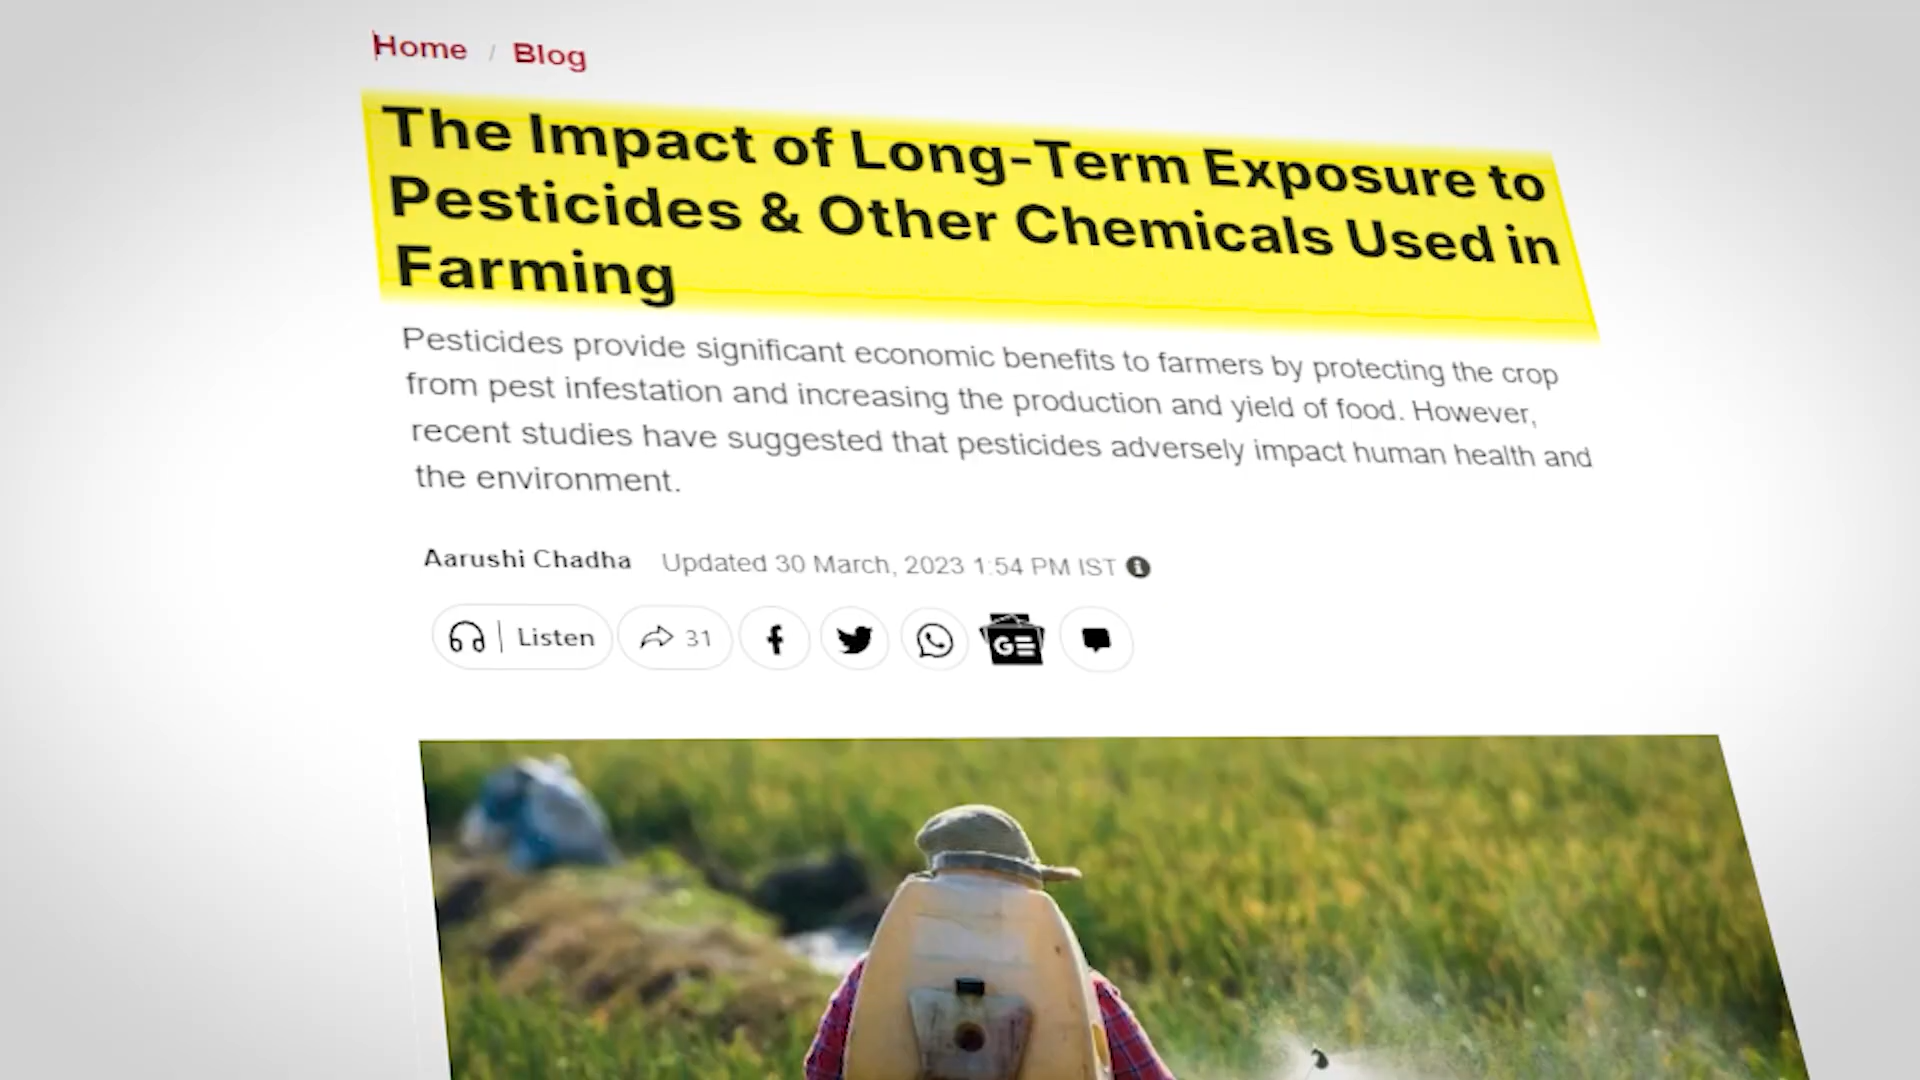 Home / Blog
The Impact of Long-Term Exposure to
Pesticides & Other Chemicals Used in
Farming
Pesticides provide significant economic benefits to farmers by protecting the crop
from pest infestation and increasing the production and yield of food. However,
recent studies have suggested that pesticides adversely impact human health and
the environment.
Aarushi Chadha Updated 30 March, 2023 1:54 PM IST
Listen 31
GE